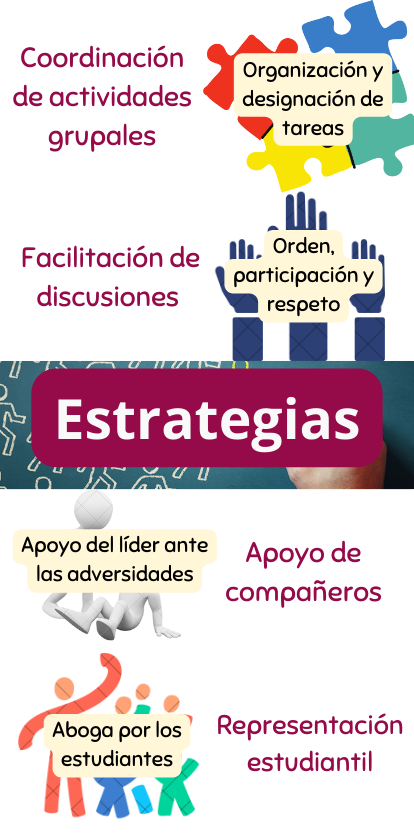 Coordinación
de actividades
grupales
Organización y
designación de
tareas
Facilitación de
discusiones
Orden,
participación y
respeto
Estrategias
Apoyo del líder ante
las adversidades
Apoyo de
compañeros
Aboga por los
estudiantes
Representación
estudiantil